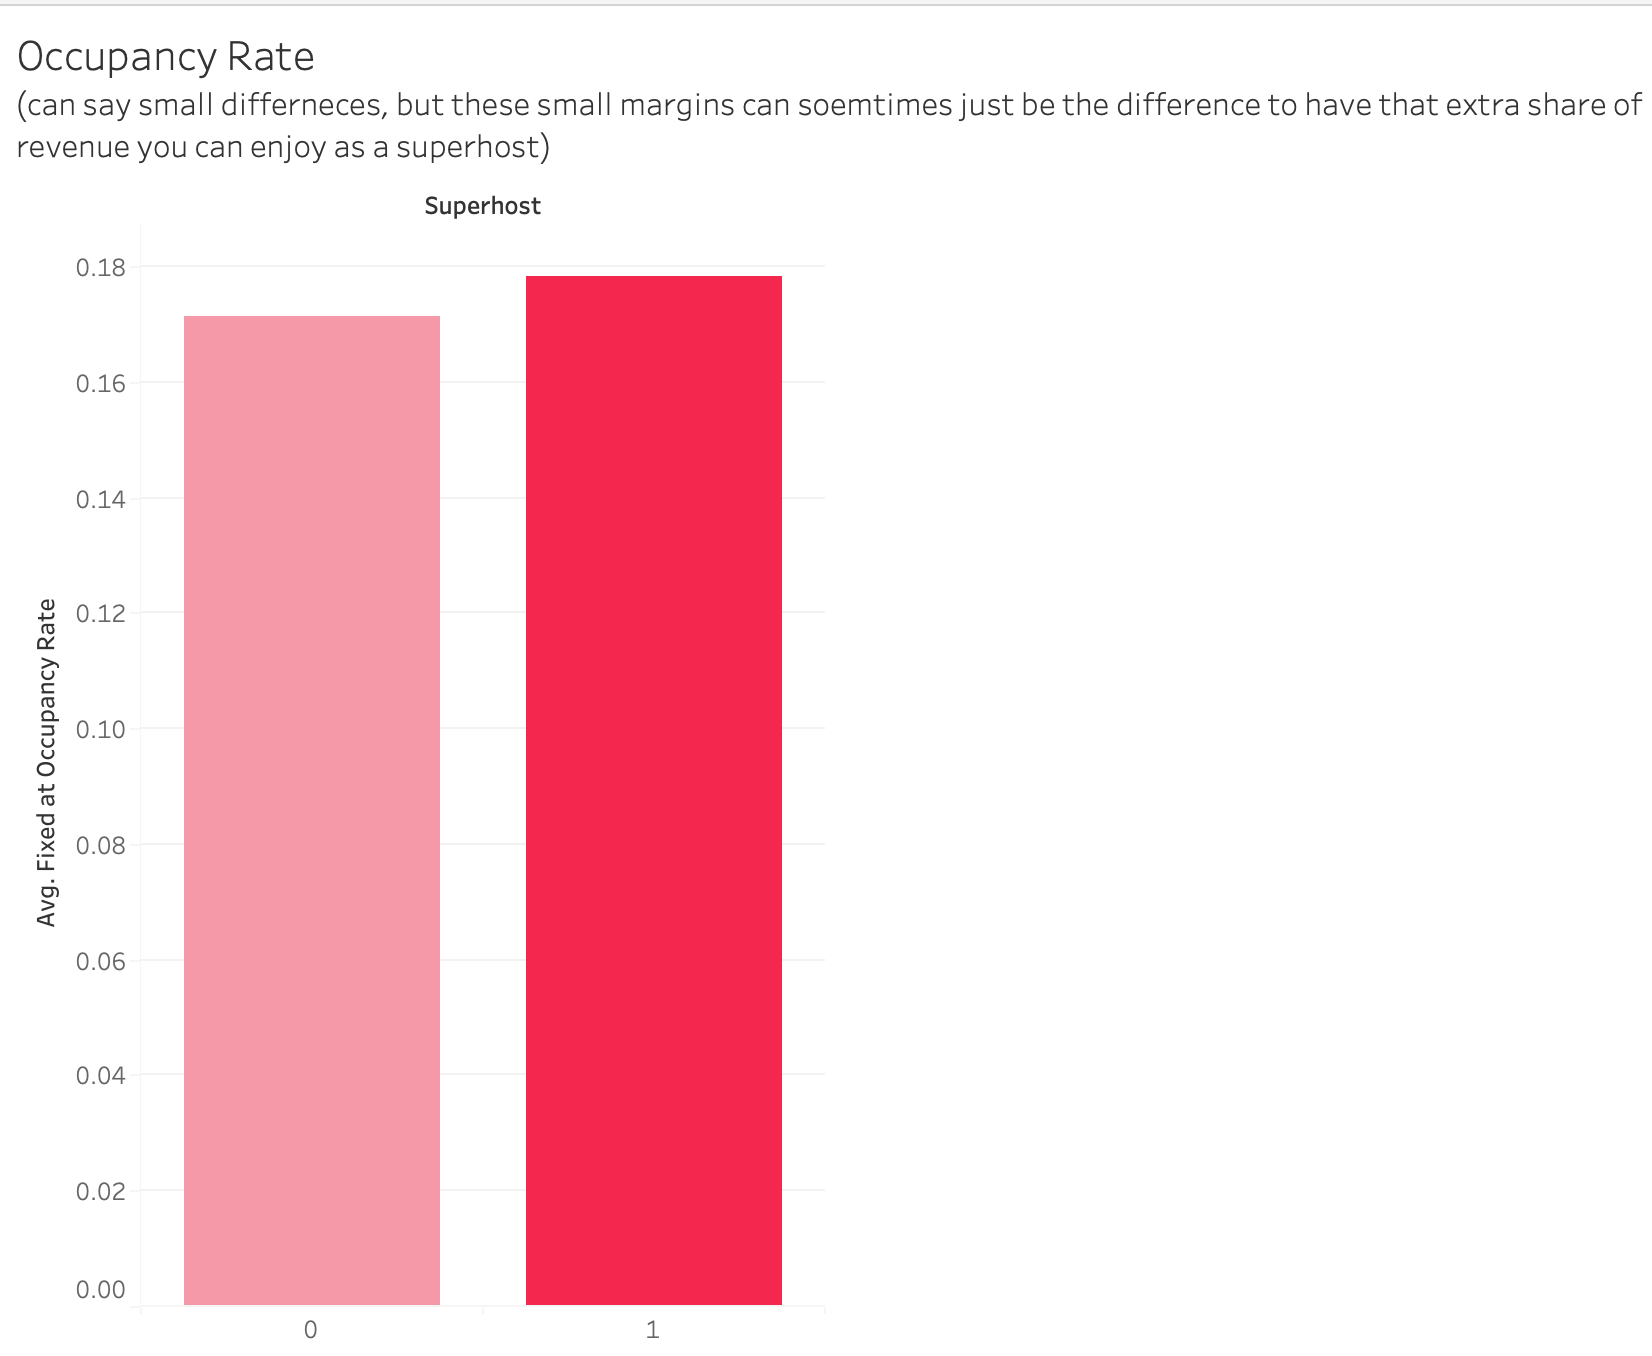 Occupancy Rate
(can say small differneces, but these small margins can soemtimes just be the difference to have that extra share of
revenue you can enjoy as a superhost)
Superhost
Avg. Fixed at Occupancy Rate
0.18
0.16
0.14
0.12
0.10
0.08
0.06
0.04
0.02
0.00
0 1